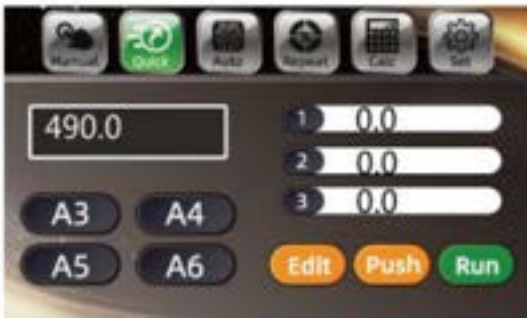 Manual Quick Auto Repeat Calc Set
490.0
1 0.0
2 0.0
3 0.0
A3 A4
A5 A6
Edit Push Run